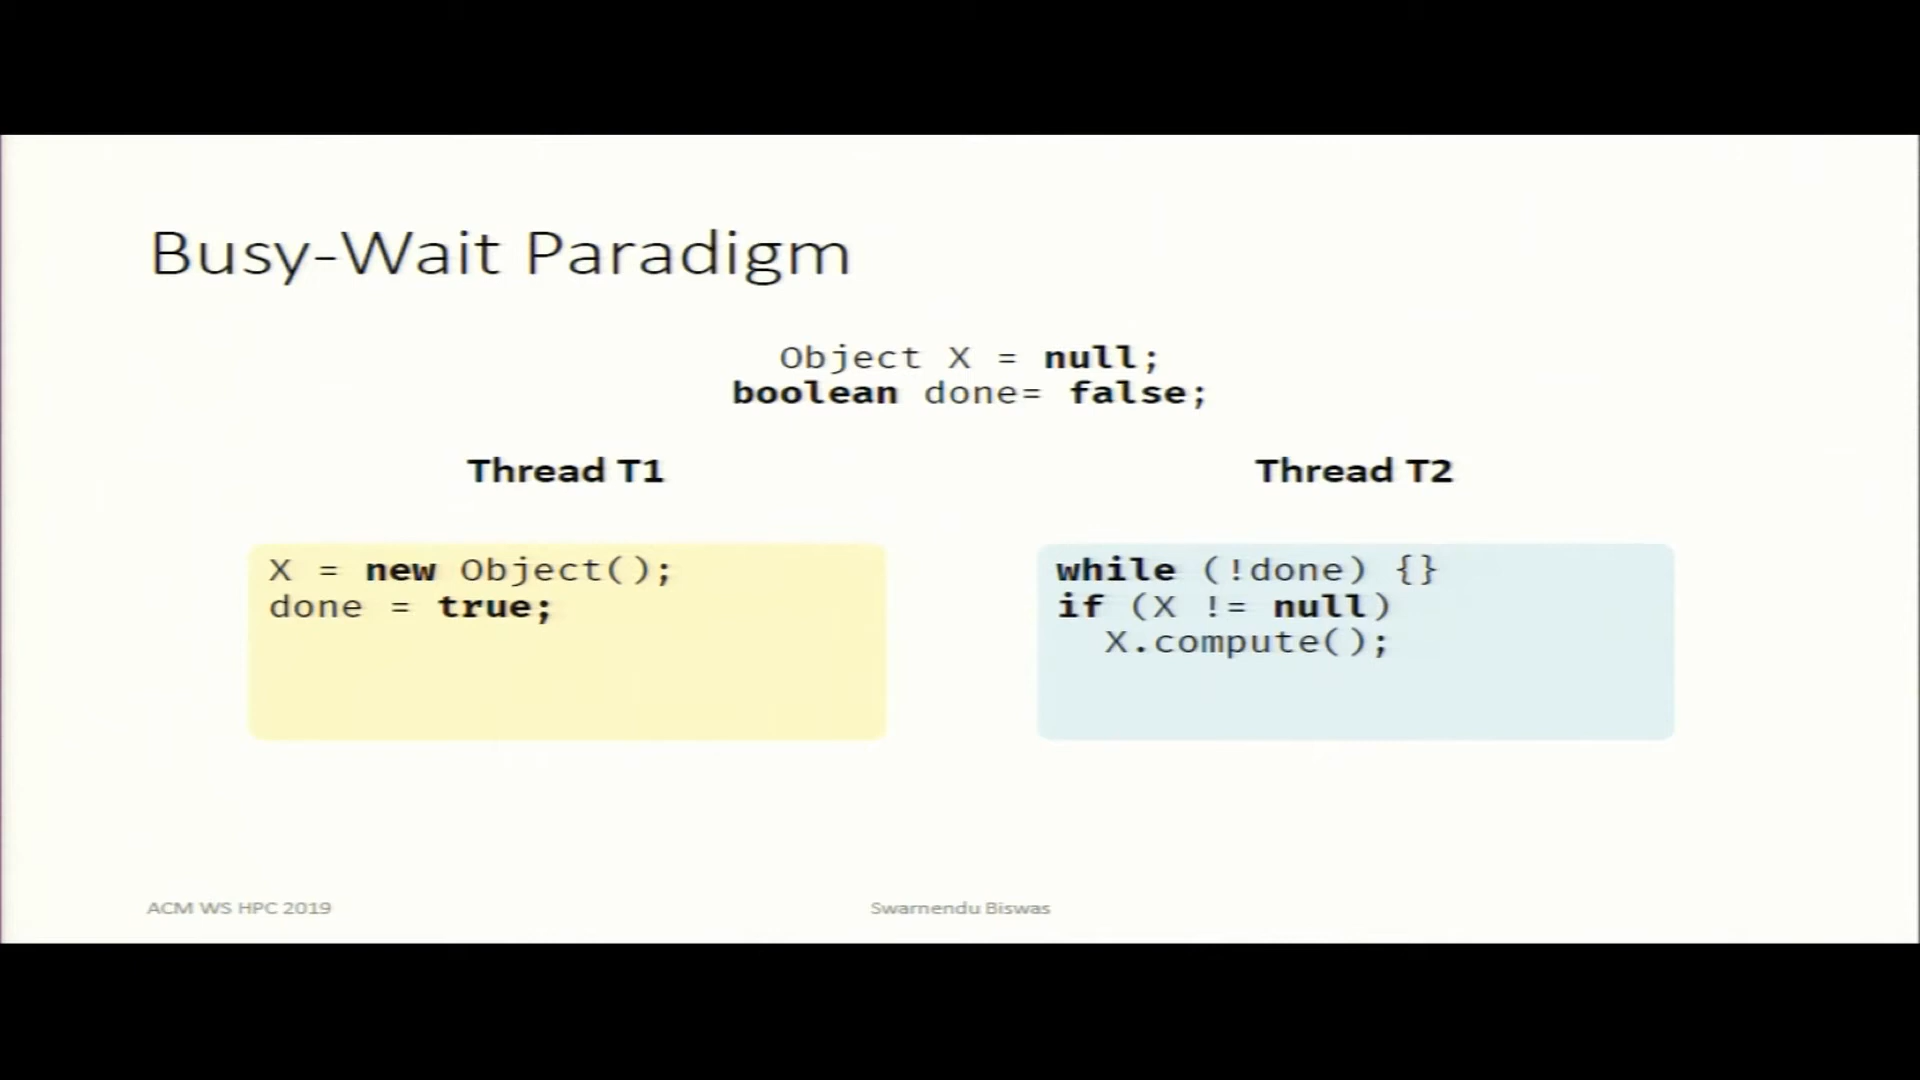 Busy-Wait Paradigm
Object X = null;
boolean done= false;
Thread T1
X = new Object();
done = true;
Thread T2
while (!done) {}
if (X != null)
X.compute();
ACM WS HPC 2019
Swarnendu Biswas